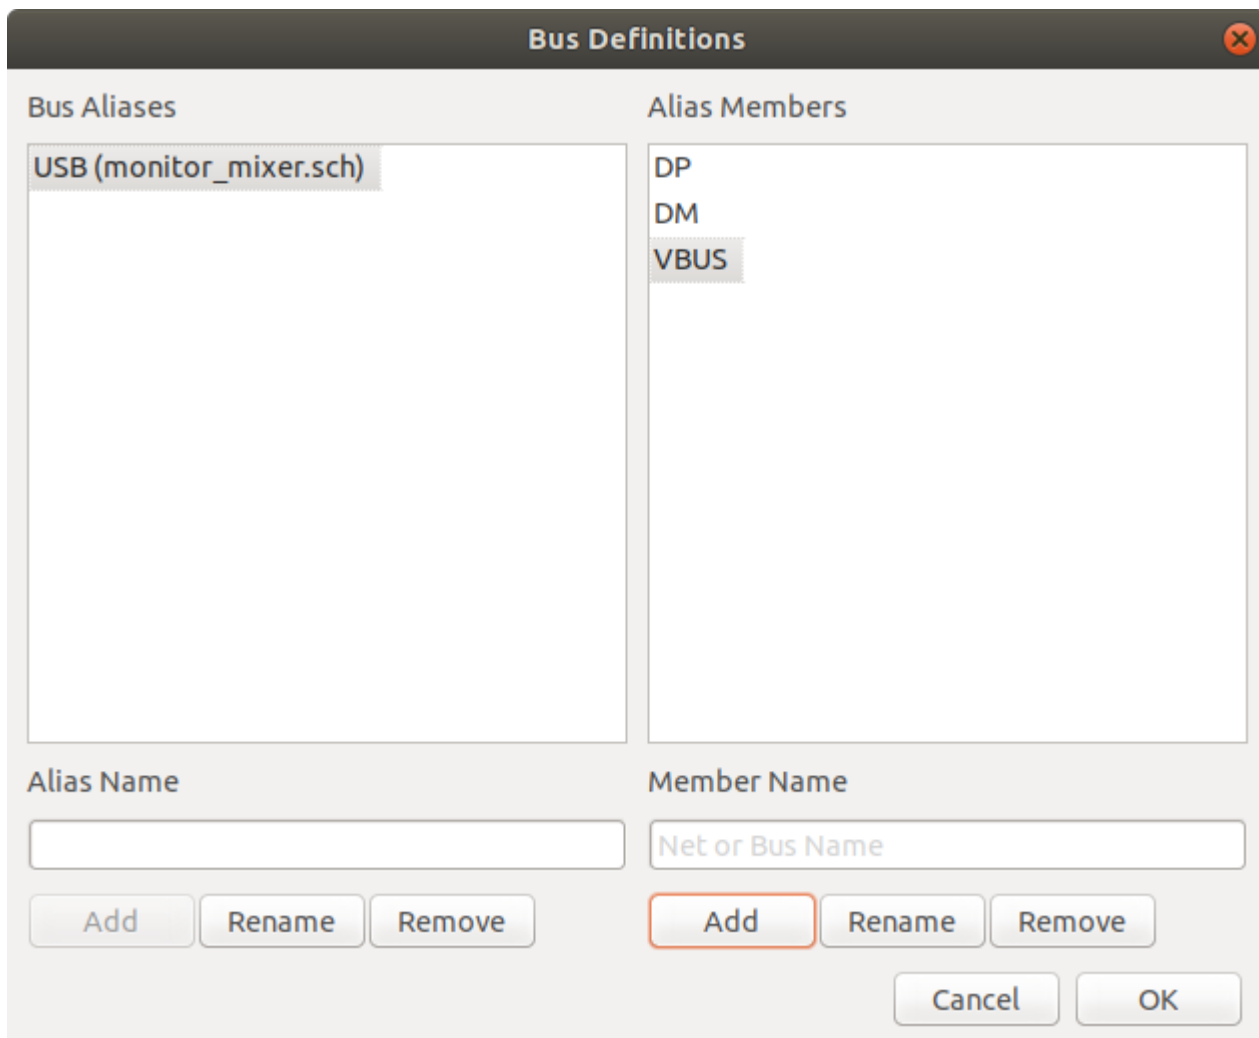 Bus Definitions
Bus Aliases
Alias Members
USB (monitor_mixer.sch)
DP
DM
VBUS
Alias Name
Member Name
Net or Bus Name
Add Rename Remove
Add Rename Remove
Cancel OK